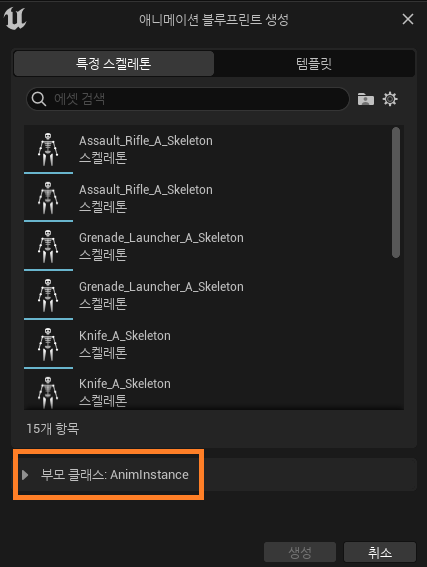 애니메이션 블루프린트 생성
특정 스켈레톤
템플릿
에셋 검색
Assault_Rifle_A_Skeleton
스켈레톤
Assault_Rifle_A_Skeleton
스켈레톤
Grenade_Launcher_A_Skeleton
스켈레톤
Grenade_Launcher_A_Skeleton
스켈레톤
Knife_A_Skeleton
스켈레톤
Knife_A_Skeleton
스켈레톤
15개 항목
부모 클래스: AnimInstance
생성
취소